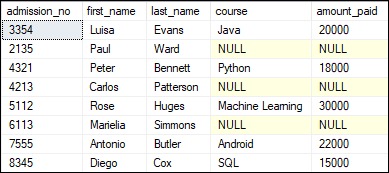 admission_no first_name last_name course amount_paid
3354 Luisa Evans Java 20000
2135 Paul Ward NULL NULL
4321 Peter Bennett Python 18000
4213 Carlos Patterson NULL NULL
5112 Rose Huges Machine Learning 30000
6113 Marielia Simmons NULL NULL
7555 Antonio Butler Android 22000
8345 Diego Cox SQL 15000